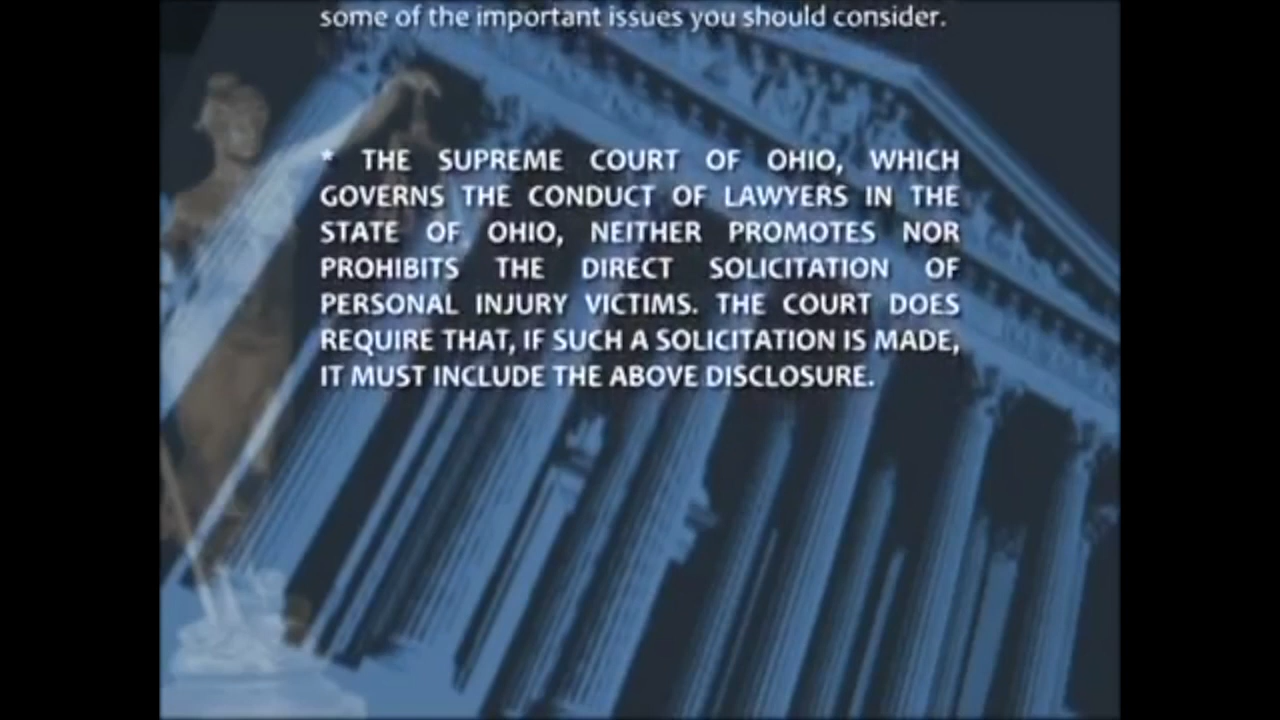 some of the important issues you should consider.
* THE SUPREME COURT OF OHIO, WHICH
GOVERNS THE CONDUCT OF LAWYERS IN THE
STATE OF OHIO, NEITHER PROMOTES NOR
PROHIBITS THE DIRECT SOLICITATION OF
PERSONAL INJURY VICTIMS. THE COURT DOES
REQUIRE THAT, IF SUCH A SOLICITATION IS MADE,
IT MUST INCLUDE THE ABOVE DISCLOSURE.